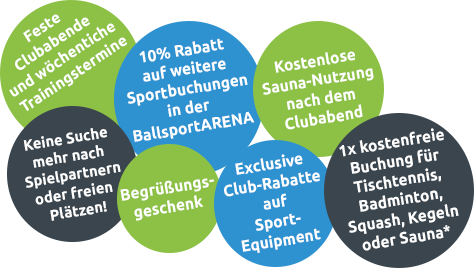 Feste
Clubabende
und wöchentiche
Trainingstermine
10% Rabatt
auf weitere
Sportbuchungen
in der
BallsportARENA
Kostenlose
Sauna-Nutzung
nach dem
Clubabend
Keine Suche
mehr nach
Spielpartnern
oder freien
Plätzen!
Begrüßungs-
geschenk
Exclusive
Club-Rabatte
auf
Sport-
Equipment
1x kostenfreie
Buchung für
Tischtennis,
Badminton,
Squash, Kegeln
oder Sauna*